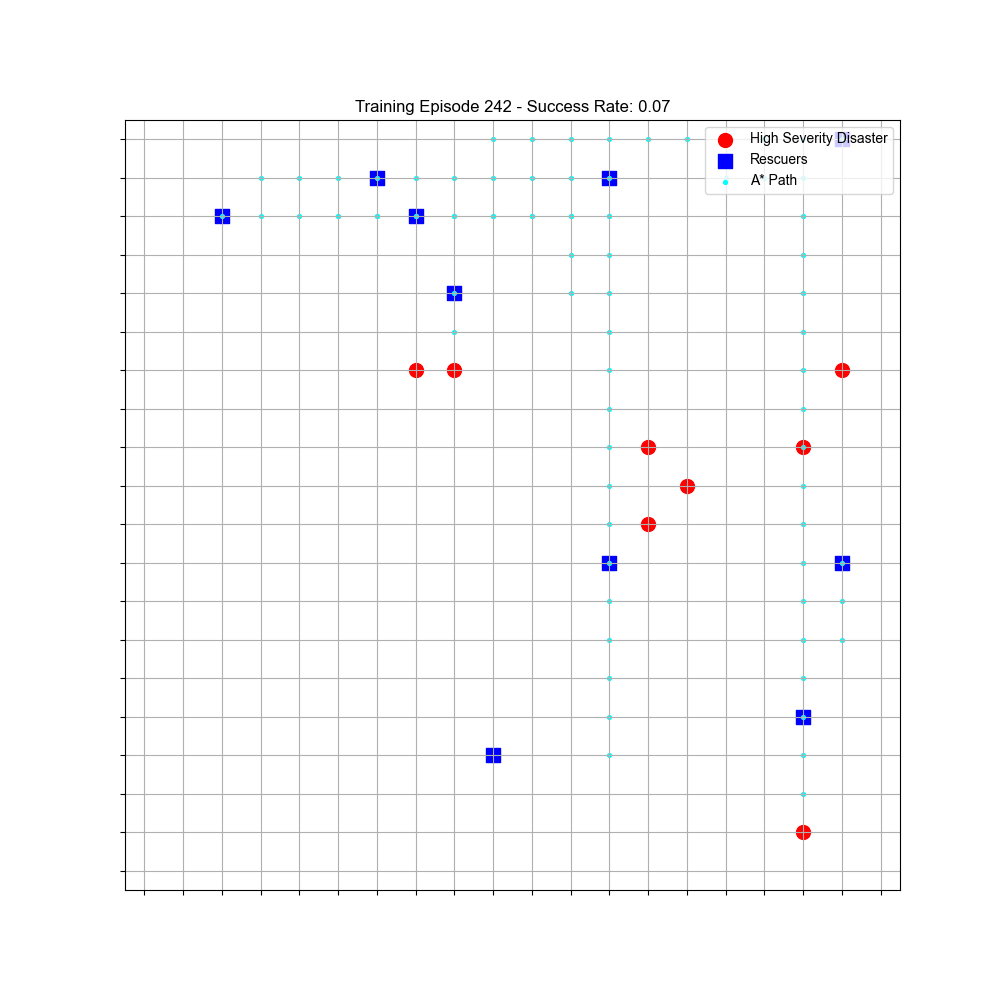 Training Episode 242 - Success Rate: 0.07
High Severity Disaster
Rescuers
A* Path